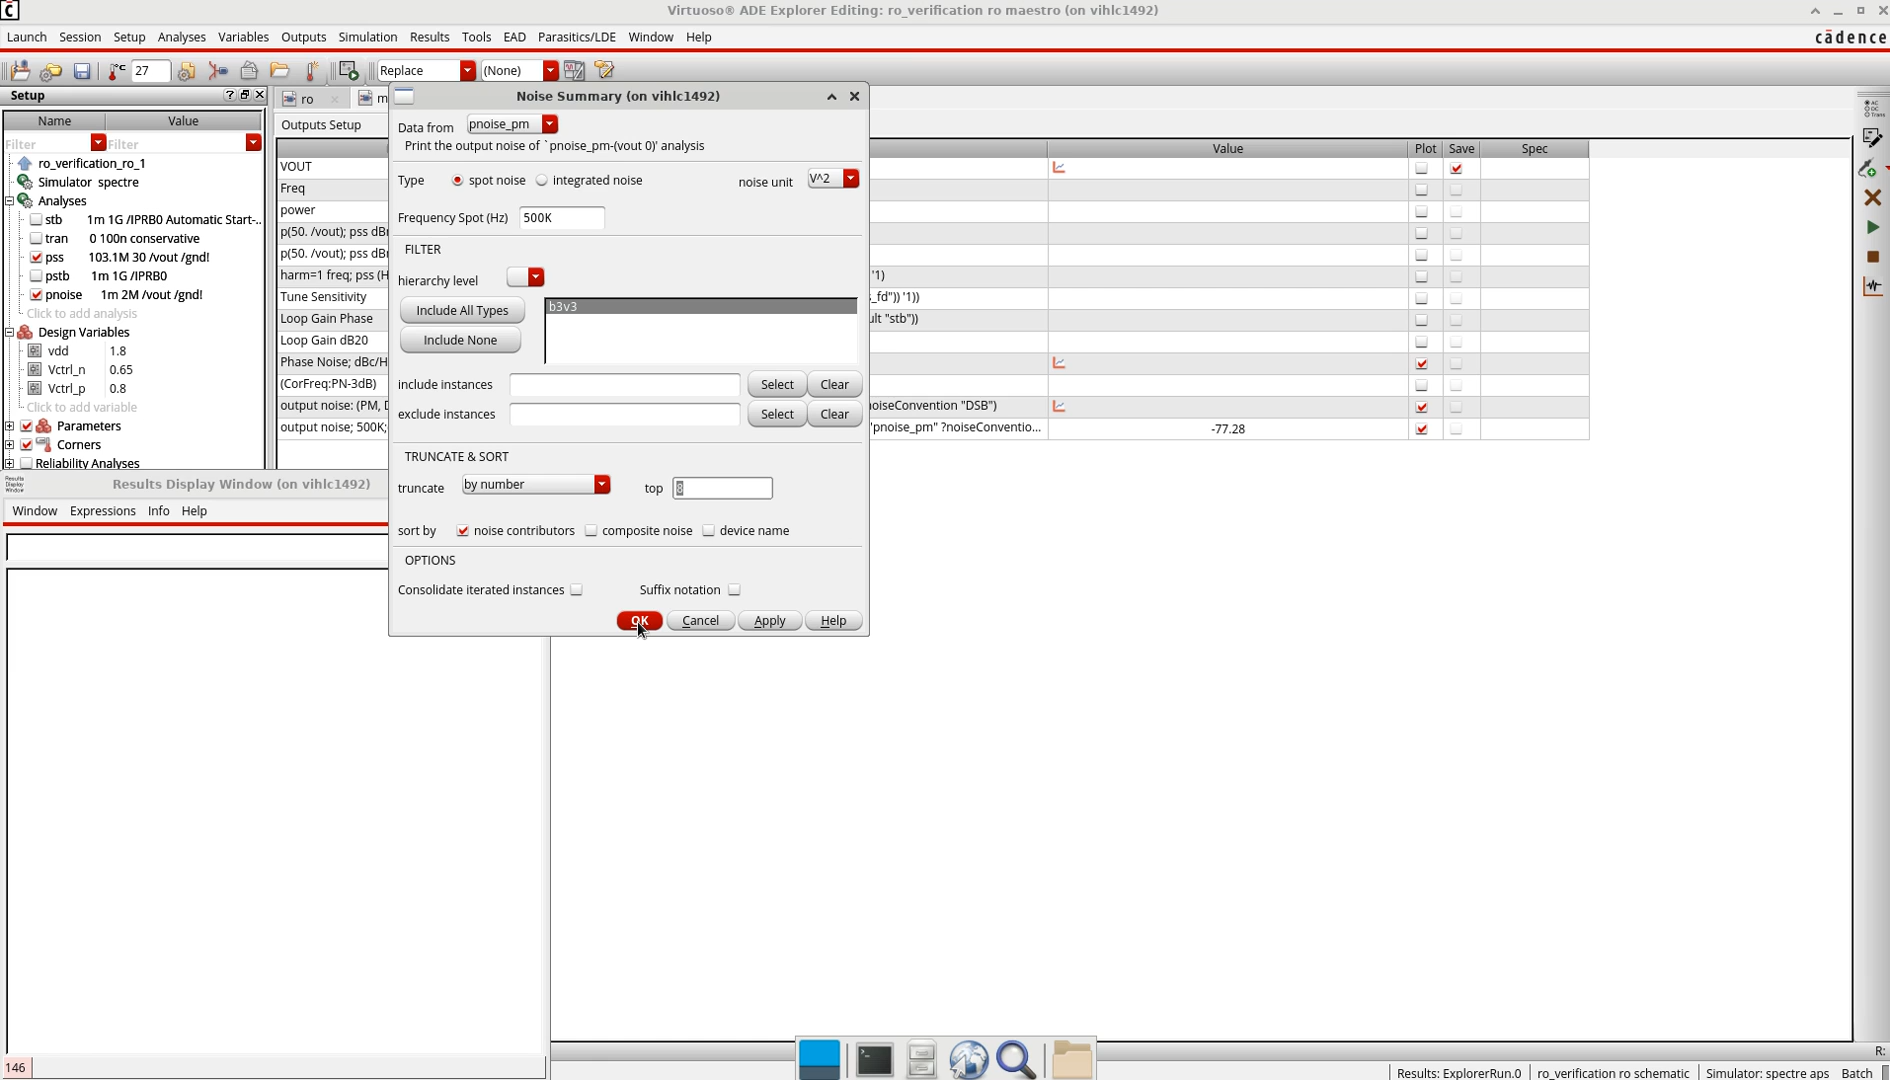 Virtuoso® ADE Explorer Editing: ro_verification ro maestro (on vihlc1492)
Launch Session Setup Analyses Variables Outputs Simulation Results Tools EAD Parasitics/LDE Window Help
cādence
27 Replace (None)
Setup
ro
Name Value
Filter Filter
ro_verification_ro_1
Simulator spectre
Analyses
stb 1m 1G /IPRB0 Automatic Start-..
tran 0 100n conservative
pss 103.1M 30 /vout /gnd!
pstb 1m 1G /IPRB0
pnoise 1m 2M /vout /gnd!
Click to add analysis
Design Variables
vdd 1.8
Vctrl_n 0.65
Vctrl_p 0.8
Click to add variable
Parameters
Corners
Reliability Analyses
Outputs Setup
Value Plot Save Spec
VOUT
Freq
power
p(50. /vout); pss dBr
p(50. /vout); pss dBr
harm=1 freq; pss (H '1)
Tune Sensitivity s_fd")) '1))
Loop Gain Phase ult "stb"))
Loop Gain dB20
Phase Noise; dBc/H
(CorFreq:PN-3dB)
output noise: (PM, D noiseConvention "DSB")
output noise; 500K; "pnoise_pm" ?noiseConventio... -77.28
Noise Summary (on vihlc1492)
Data from pnoise_pm
Print the output noise of `pnoise_pm-(vout 0)' analysis
Type spot noise integrated noise noise unit V^2
Frequency Spot (Hz) 500K
FILTER
hierarchy level
Include All Types b3v3
Include None
include instances Select Clear
exclude instances Select Clear
TRUNCATE & SORT
truncate by number top
sort by noise contributors composite noise device name
OPTIONS
Consolidate iterated instances Suffix notation
OK Cancel Apply Help
Results Display Window (on vihlc1492)
Window Expressions Info Help
146
R:
Results: ExplorerRun.0 ro_verification ro schematic Simulator: spectre aps Batch